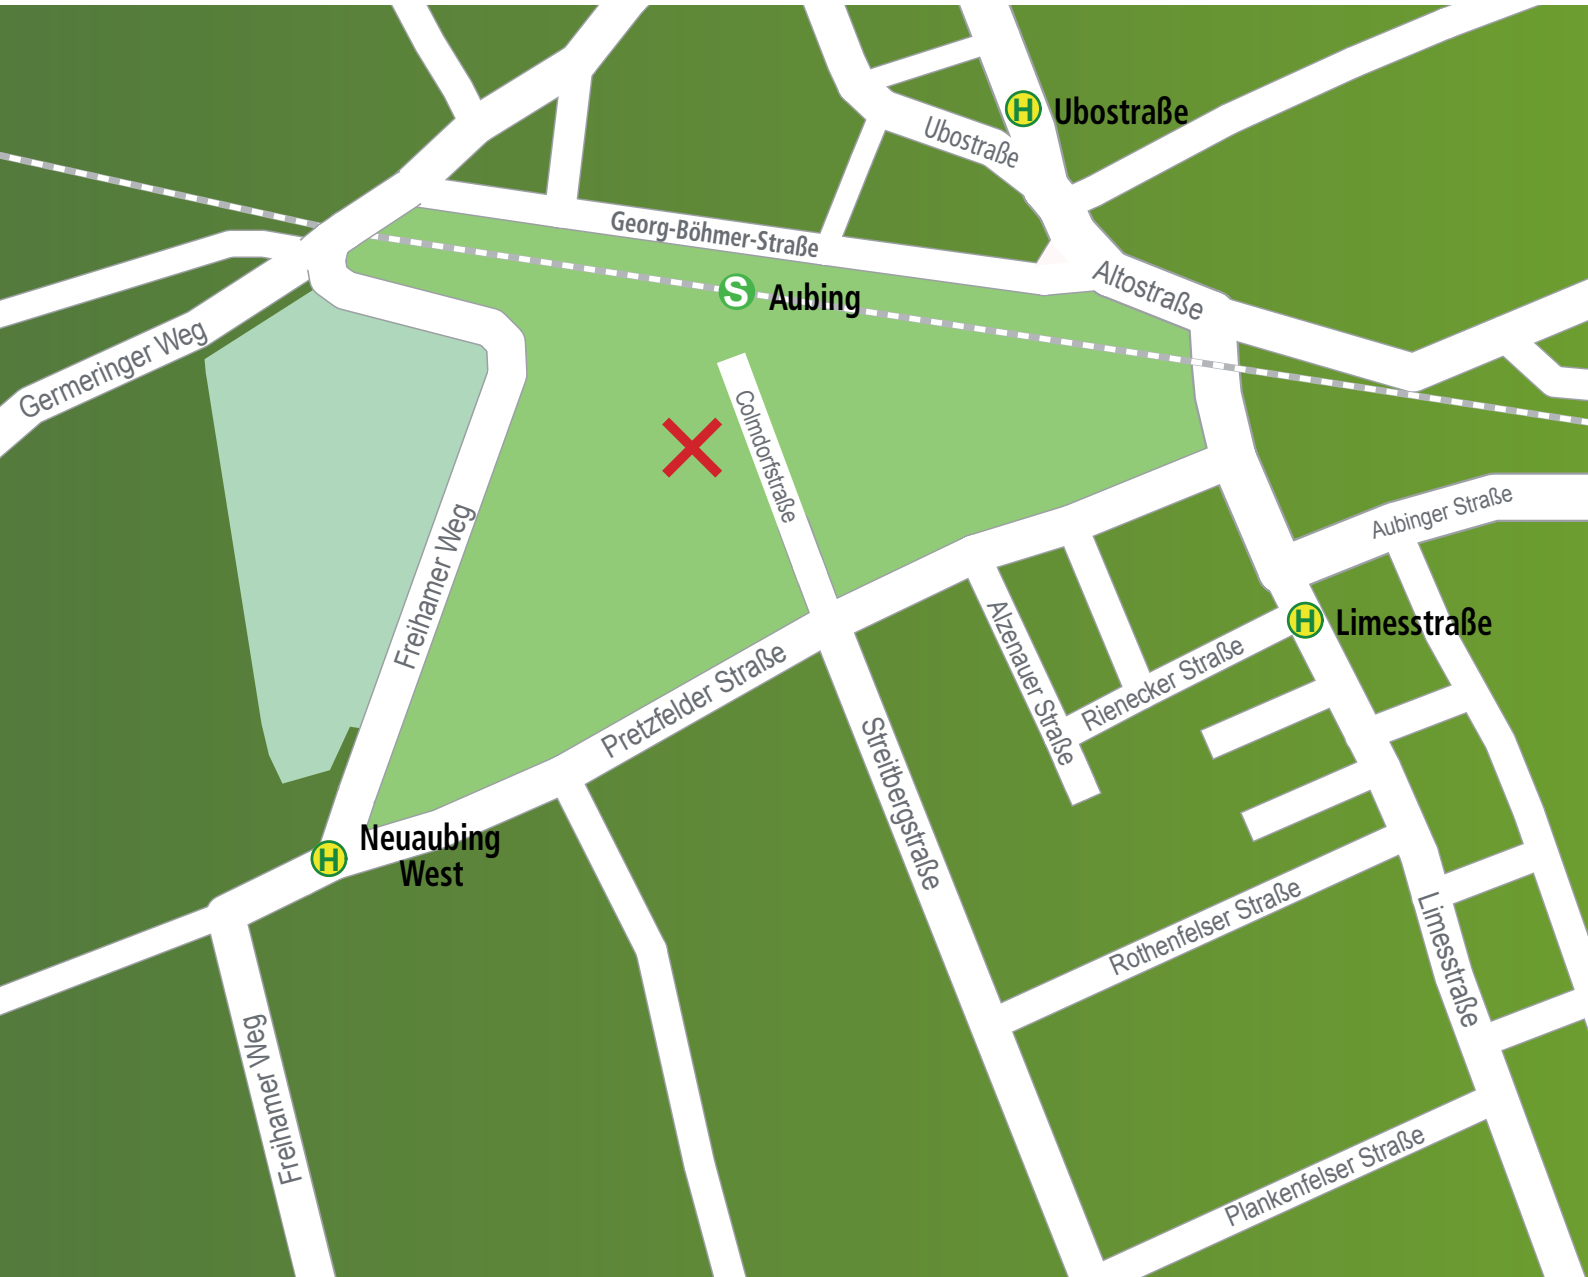 H Ubostraße
Ubostraße
Georg-Böhmer-Straße
S Aubing
Altostraße
Germeringer Weg
Colmdorfstraße
Aubinger Straße
Freihamer Weg
H Limesstraße
Alzenauer Straße
Rienecker Straße
Pretzfelder Straße
Streitbergstraße
H Neuaubing
West
Rothenfelser Straße
Limesstraße
Freihamer Weg
Plankenfelser Straße